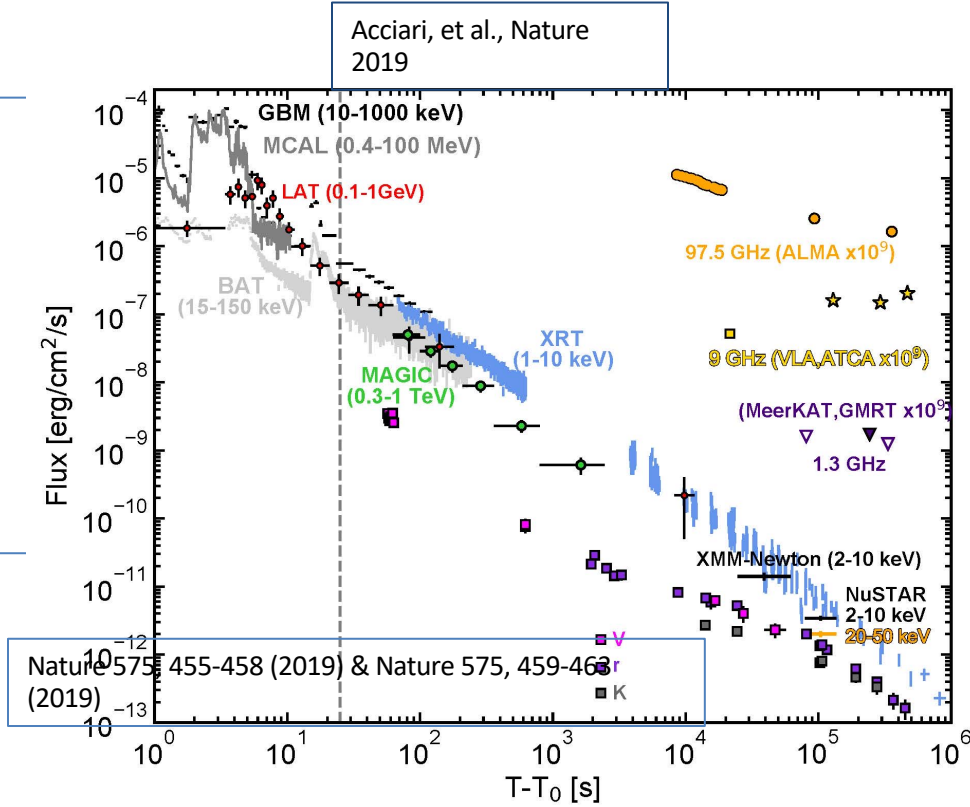 Acciari, et al., Nature
2019
GBM (10-1000 keV)
MCAL (0.4-100 MeV)
LAT (0.1-1GeV)
BAT
(15-150 keV)
XRT
(1-10 keV)
MAGIC
(0.3-1 TeV)
97.5 GHz (ALMA x10⁹)
9 GHz (VLA,ATCA x10⁹)
(MeerKAT,GMRT x10⁹)
1.3 GHz
XMM-Newton (2-10 keV)
NuSTAR
2-10 keV
20-50 keV
V
r
K
Nature 575, 455-458 (2019) & Nature 575, 459-463
(2019)
Flux [erg/cm²/s]
10⁻⁴
10⁻⁵
10⁻⁶
10⁻⁷
10⁻⁸
10⁻⁹
10⁻¹⁰
10⁻¹¹
10⁻¹²
10⁻¹³
10⁰ 10¹ 10² 10³ 10⁴ 10⁵ 10⁶
T-T₀ [s]